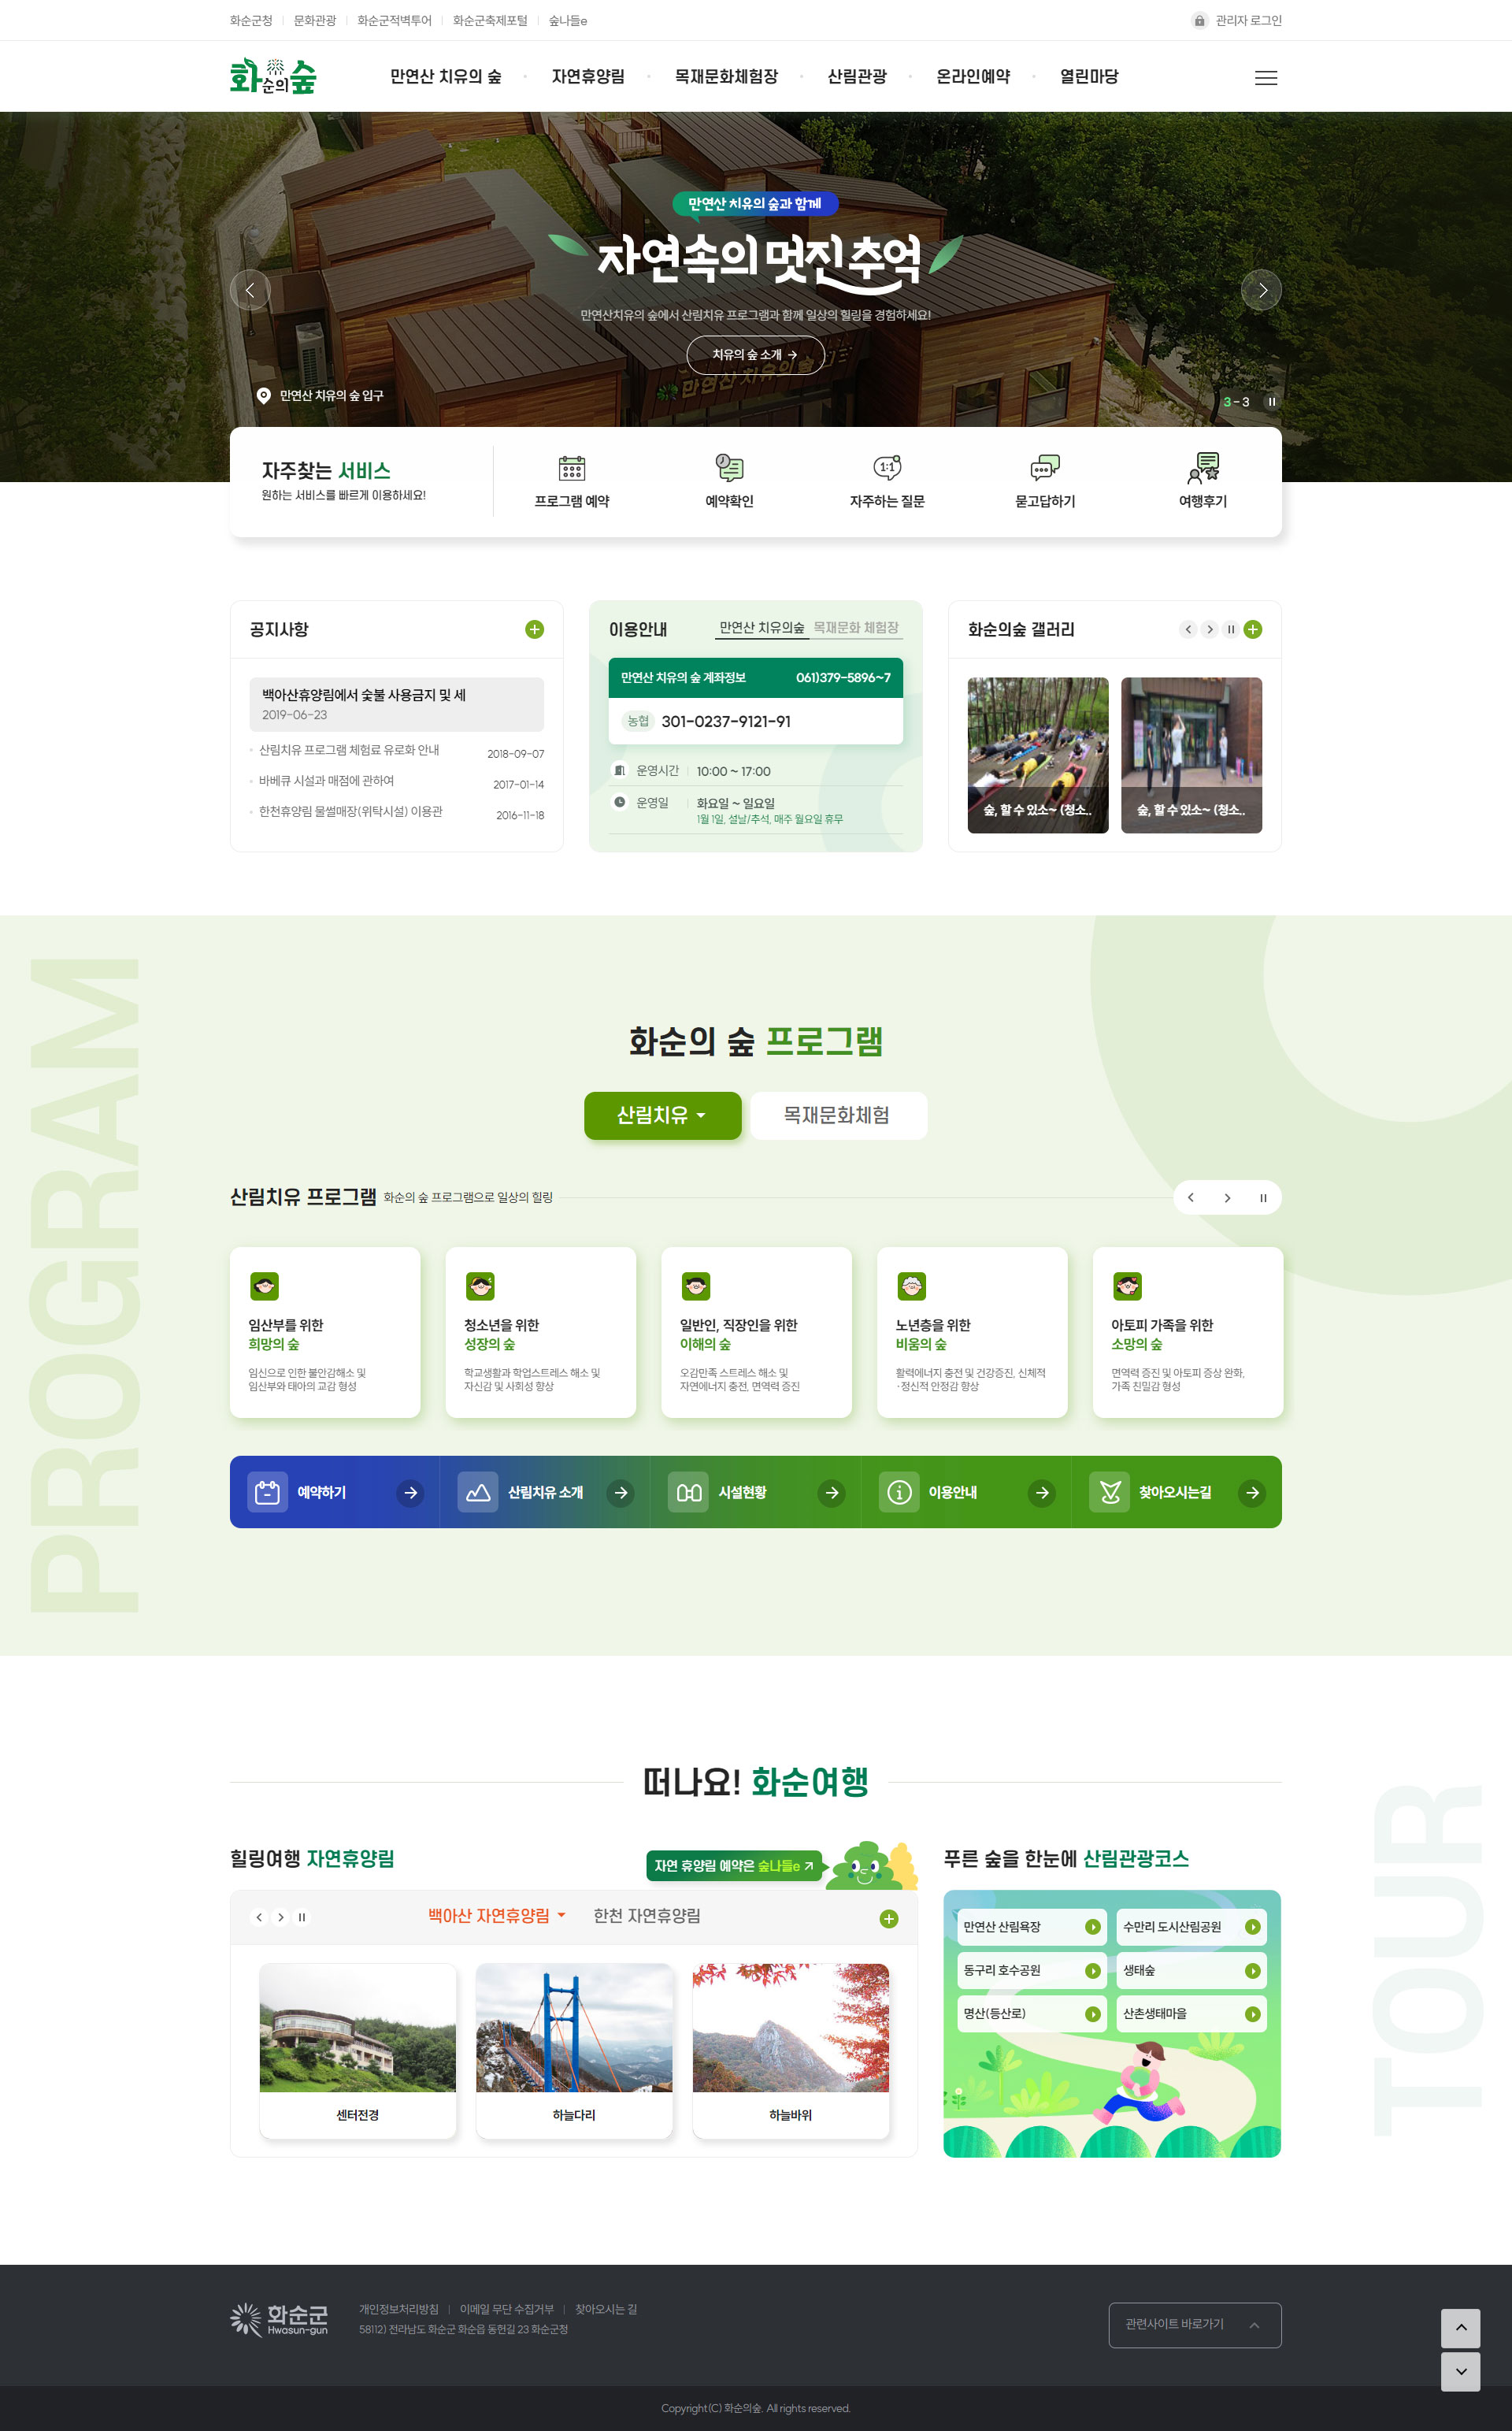 화순군청
문화관광
화순군적벽투어
화순군축제포털
숲나들e
관리자 로그인
화순의숲
만연산 치유의 숲
자연휴양림
목재문화체험장
산림관광
온라인예약
열린마당
만연산 치유의 숲과 함께
자연속의 멋진 추억
만연산치유의 숲에서 산림치유 프로그램과 함께 일상의 힐링을 경험하세요!
치유의 숲 소개
만연산 치유의숲
만연산 치유의 숲 입구
3 - 3
자주찾는 서비스
원하는 서비스를 빠르게 이용하세요!
프로그램 예약
예약확인
1:1
자주하는 질문
묻고답하기
여행후기
공지사항
백아산휴양림에서 숯불 사용금지 및 세
2019-06-23
산림치유 프로그램 체험료 유로화 안내
2018-09-07
바베큐 시설과 매점에 관하여
2017-01-14
한천휴양림 물썰매장(위탁시설) 이용관
2016-11-18
이용안내
만연산 치유의숲
목재문화 체험장
만연산 치유의 숲 계좌정보
061)379-5896~7
농협
301-0237-9121-91
운영시간
10:00 ~ 17:00
운영일
화요일 ~ 일요일
1월 1일, 설날/추석, 매주 월요일 휴무
화순의숲 갤러리
숲, 할 수 있소~ (청소..
숲, 할 수 있소~ (청소..
PROGRAM
화순의 숲 프로그램
산림치유
목재문화체험
산림치유 프로그램
화순의 숲 프로그램으로 일상의 힐링
임산부를 위한
희망의 숲
임신으로 인한 불안감해소 및
임산부와 태아의 교감 형성
청소년을 위한
성장의 숲
학교생활과 학업스트레스 해소 및
자신감 및 사회성 향상
일반인, 직장인을 위한
이해의 숲
오감만족 스트레스 해소 및
자연에너지 충전, 면역력 증진
노년층을 위한
비움의 숲
활력에너지 충전 및 건강증진, 신체적
·정신적 안정감 향상
아토피 가족을 위한
소망의 숲
면역력 증진 및 아토피 증상 완화,
가족 친밀감 형성
예약하기
산림치유 소개
시설현황
이용안내
찾아오시는길
TOUR
떠나요! 화순여행
힐링여행 자연휴양림
자연 휴양림 예약은 숲나들e
백아산 자연휴양림
한천 자연휴양림
센터전경
하늘다리
하늘바위
푸른 숲을 한눈에 산림관광코스
만연산 산림욕장
수만리 도시산림공원
동구리 호수공원
생태숲
명산(등산로)
산촌생태마을
화순군
Hwasun-gun
개인정보처리방침
이메일 무단 수집거부
찾아오시는 길
58112) 전라남도 화순군 화순읍 동헌길 23 화순군청
관련사이트 바로가기
Copyright(C) 화순의숲. All rights reserved.